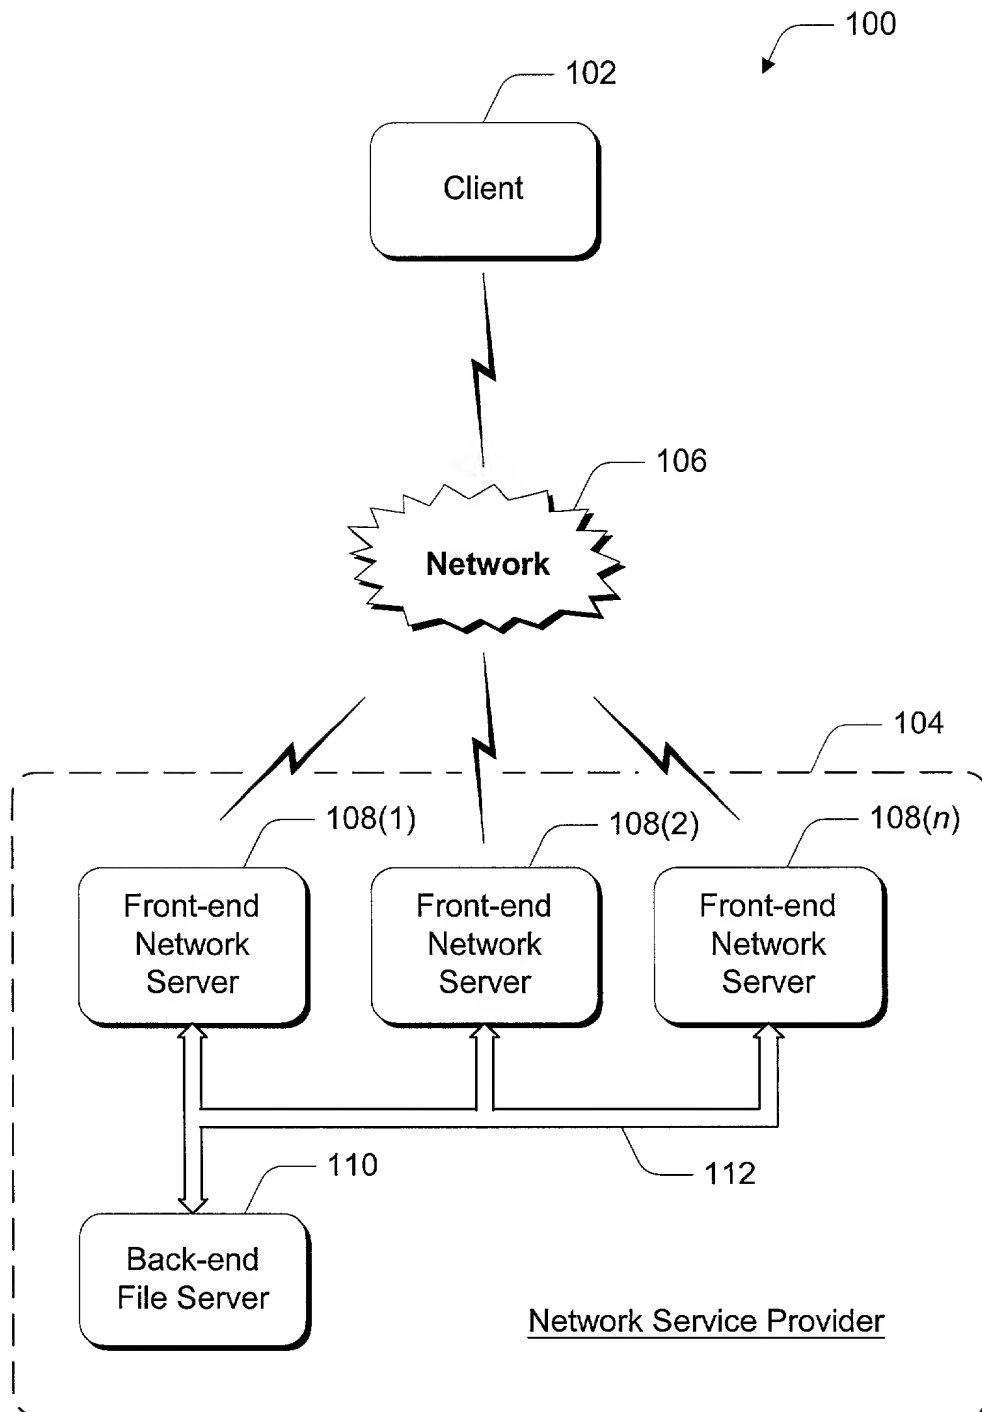 100
102
Client
106
Network
104
108(1)
108(2)
108(n)
Front-end
Network
Server
Front-end
Network
Server
Front-end
Network
Server
110
112
Back-end
File Server
Network Service Provider